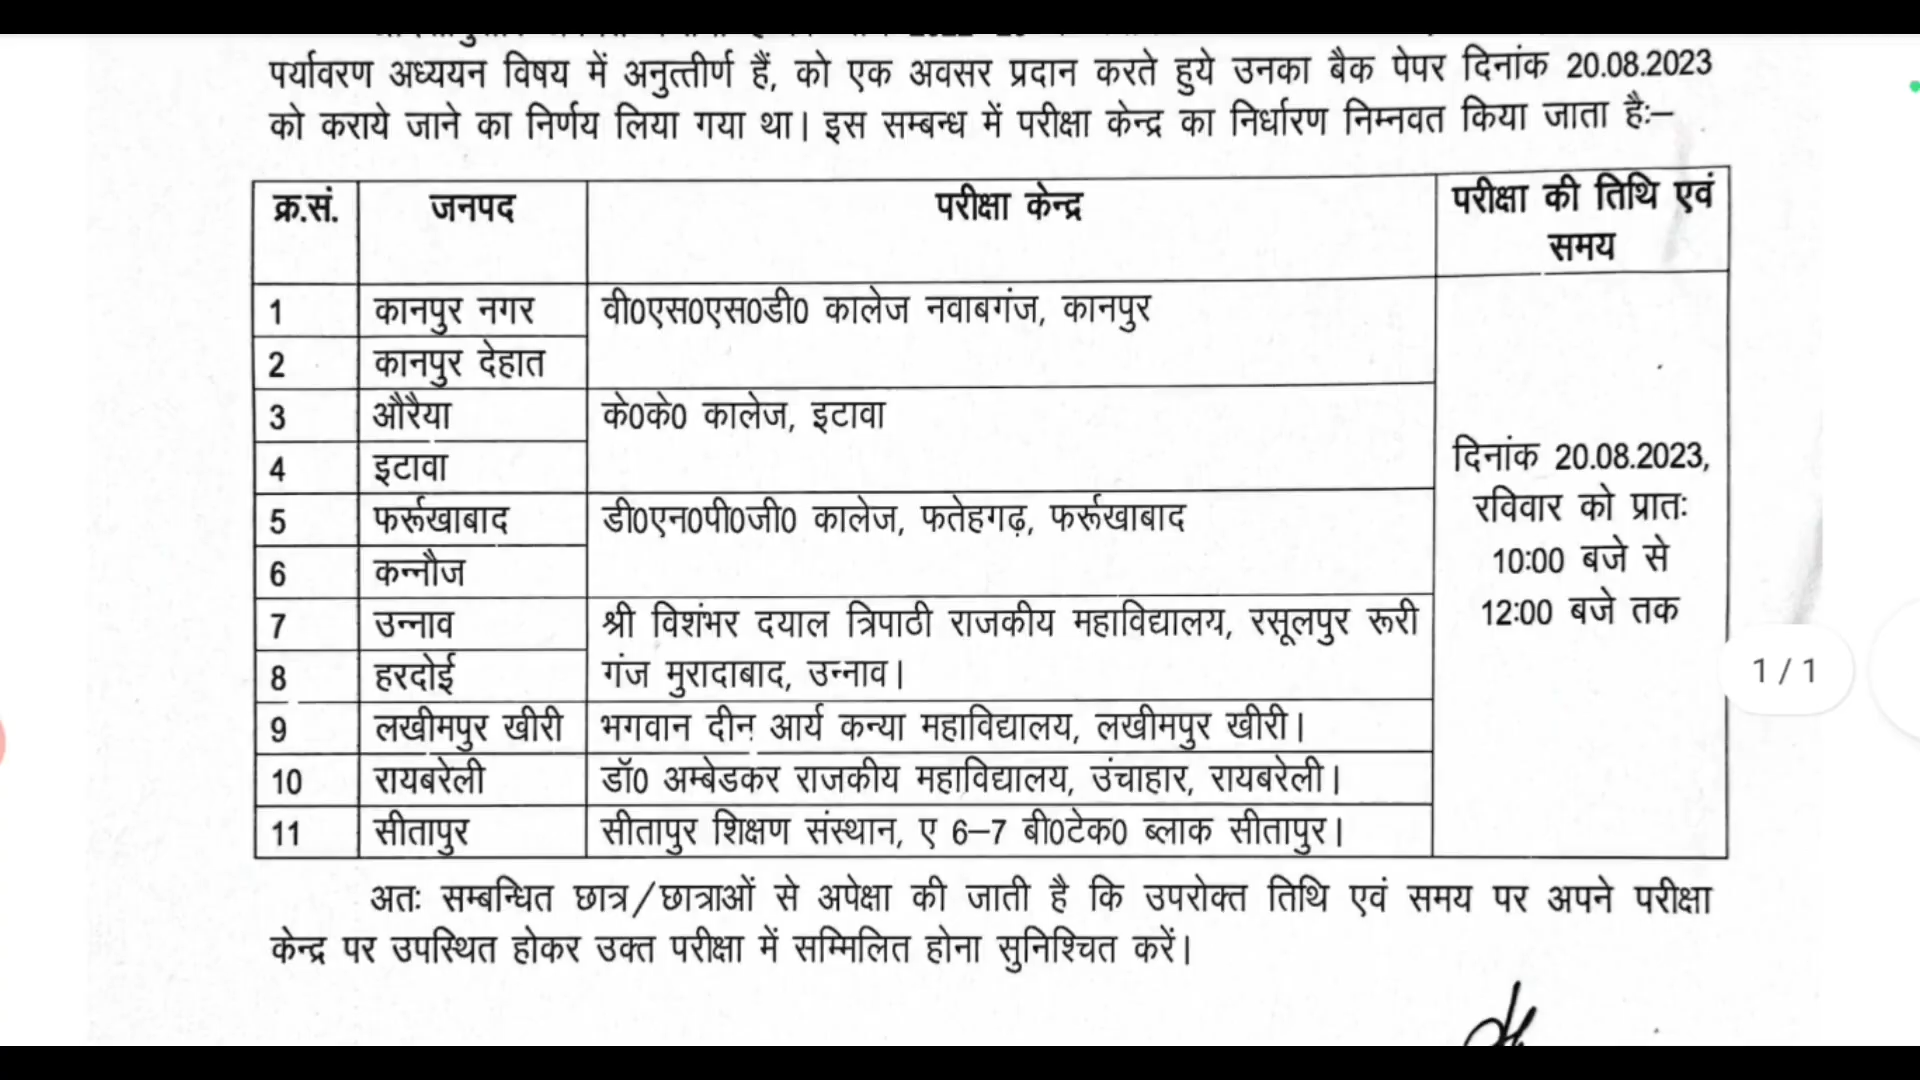 पर्यावरण अध्ययन विषय में अनुत्तीर्ण हैं, को एक अवसर प्रदान करते हुये उनका बैक पेपर दिनांक 20.08.2023
को कराये जाने का निर्णय लिया गया था। इस सम्बन्ध में परीक्षा केन्द्र का निर्धारण निम्नवत किया जाता हैः–
क्र.सं. जनपद परीक्षा केन्द्र परीक्षा की तिथि एवं
समय
1 कानपुर नगर वी0एस0एस0डी0 कालेज नवाबगंज, कानपुर
2 कानपुर देहात
3 औरैया के0के0 कालेज, इटावा
4 इटावा
5 फर्रूखाबाद डी0एन0पी0जी0 कालेज, फतेहगढ़, फर्रूखाबाद
6 कन्नौज
7 उन्नाव श्री विशंभर दयाल त्रिपाठी राजकीय महाविद्यालय, रसूलपुर रूरी
8 हरदोई गंज मुरादाबाद, उन्नाव।
9 लखीमपुर खीरी भगवान दीन आर्य कन्या महाविद्यालय, लखीमपुर खीरी।
10 रायबरेली डॉ0 अम्बेडकर राजकीय महाविद्यालय, उंचाहार, रायबरेली।
11 सीतापुर सीतापुर शिक्षण संस्थान, ए 6–7 बी0टेक0 ब्लाक सीतापुर।
दिनांक 20.08.2023,
रविवार को प्रातः
10:00 बजे से
12:00 बजे तक
1 / 1
अतः सम्बन्धित छात्र/छात्राओं से अपेक्षा की जाती है कि उपरोक्त तिथि एवं समय पर अपने परीक्षा
केन्द्र पर उपस्थित होकर उक्त परीक्षा में सम्मिलित होना सुनिश्चित करें।